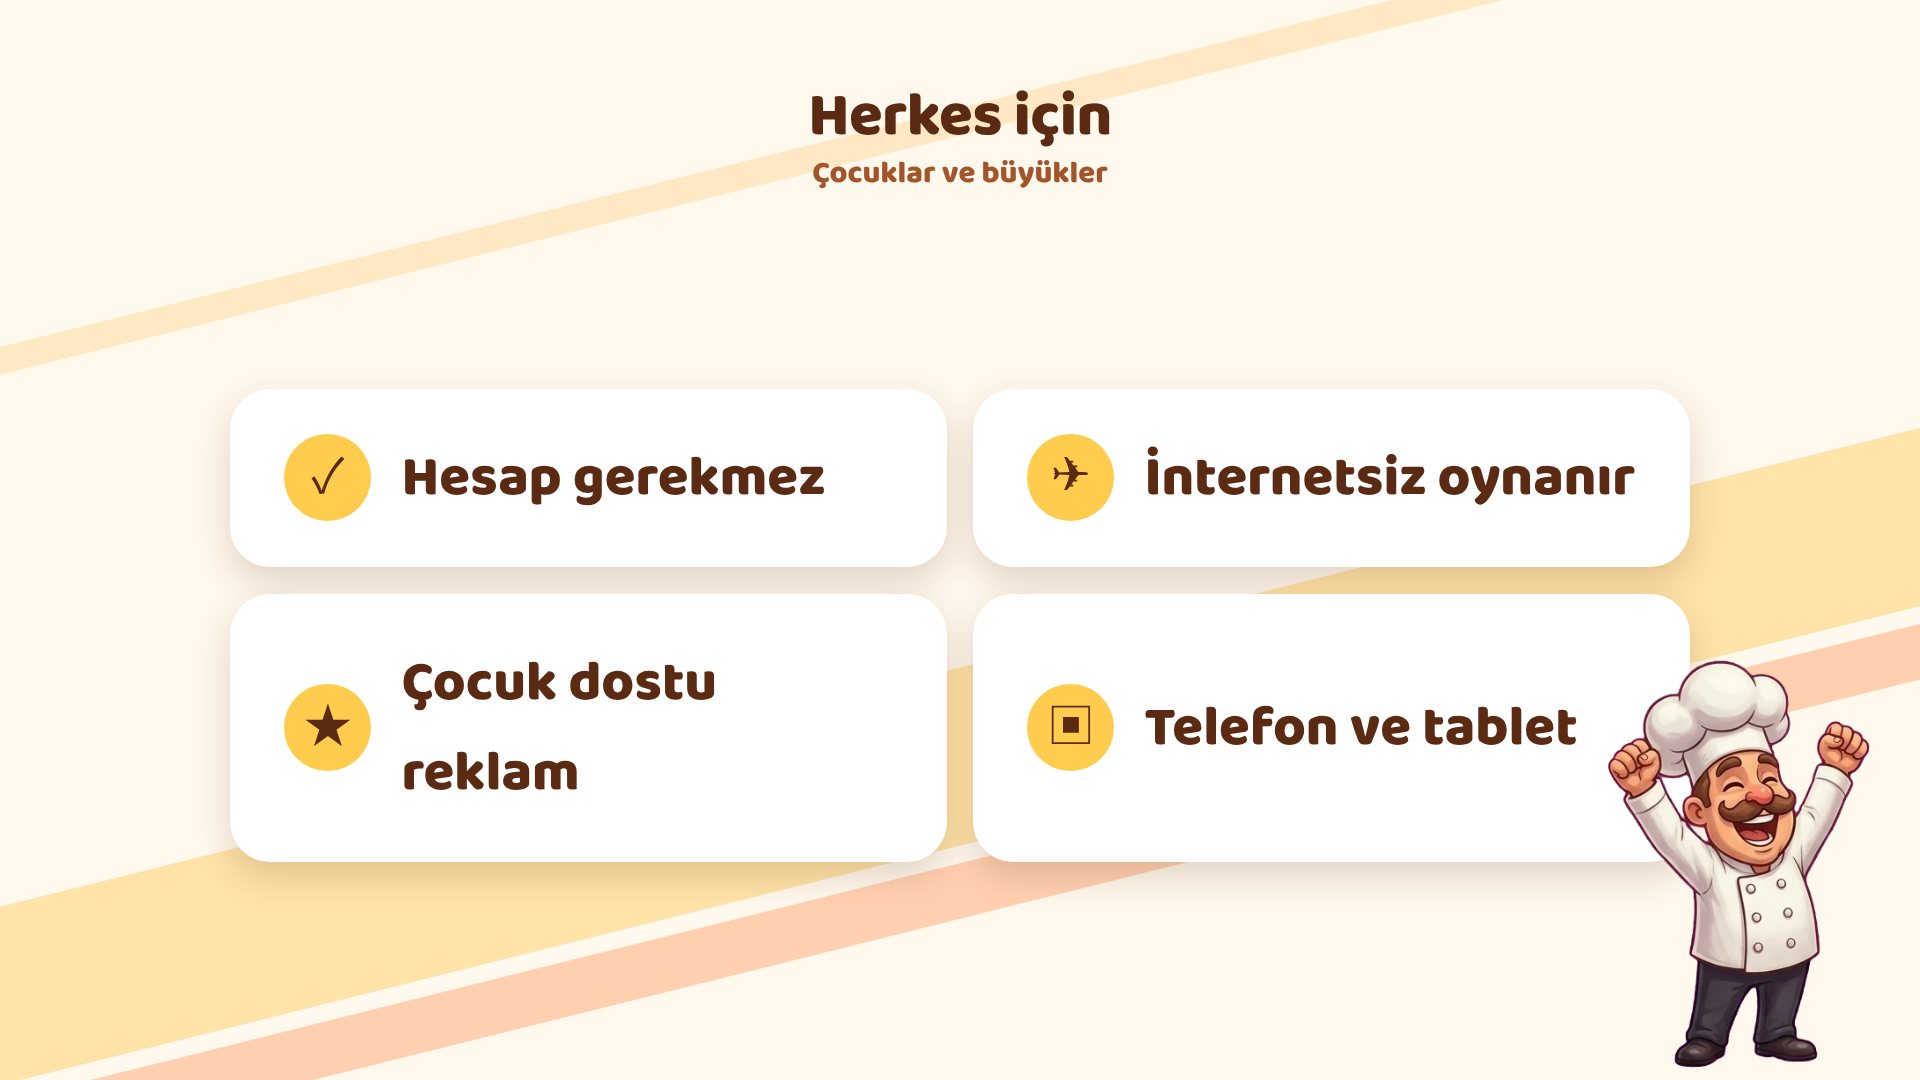 Herkes için
Çocuklar ve büyükler
Hesap gerekmez
İnternetsiz oynanır
Çocuk dostu
reklam
Telefon ve tablet